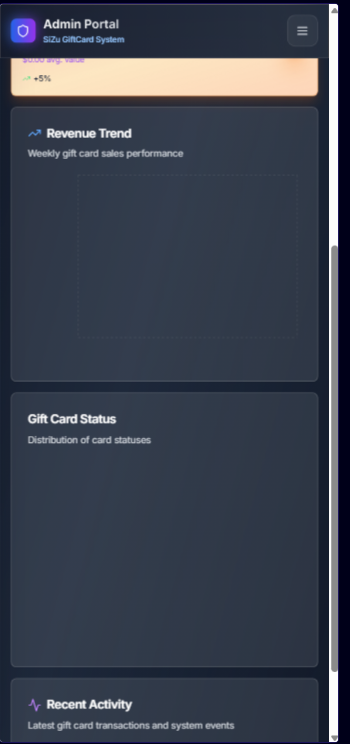 Admin Portal
SiZu GiftCard System
$0.00 avg. value
+5%
Revenue Trend
Weekly gift card sales performance
Gift Card Status
Distribution of card statuses
Recent Activity
Latest gift card transactions and system events